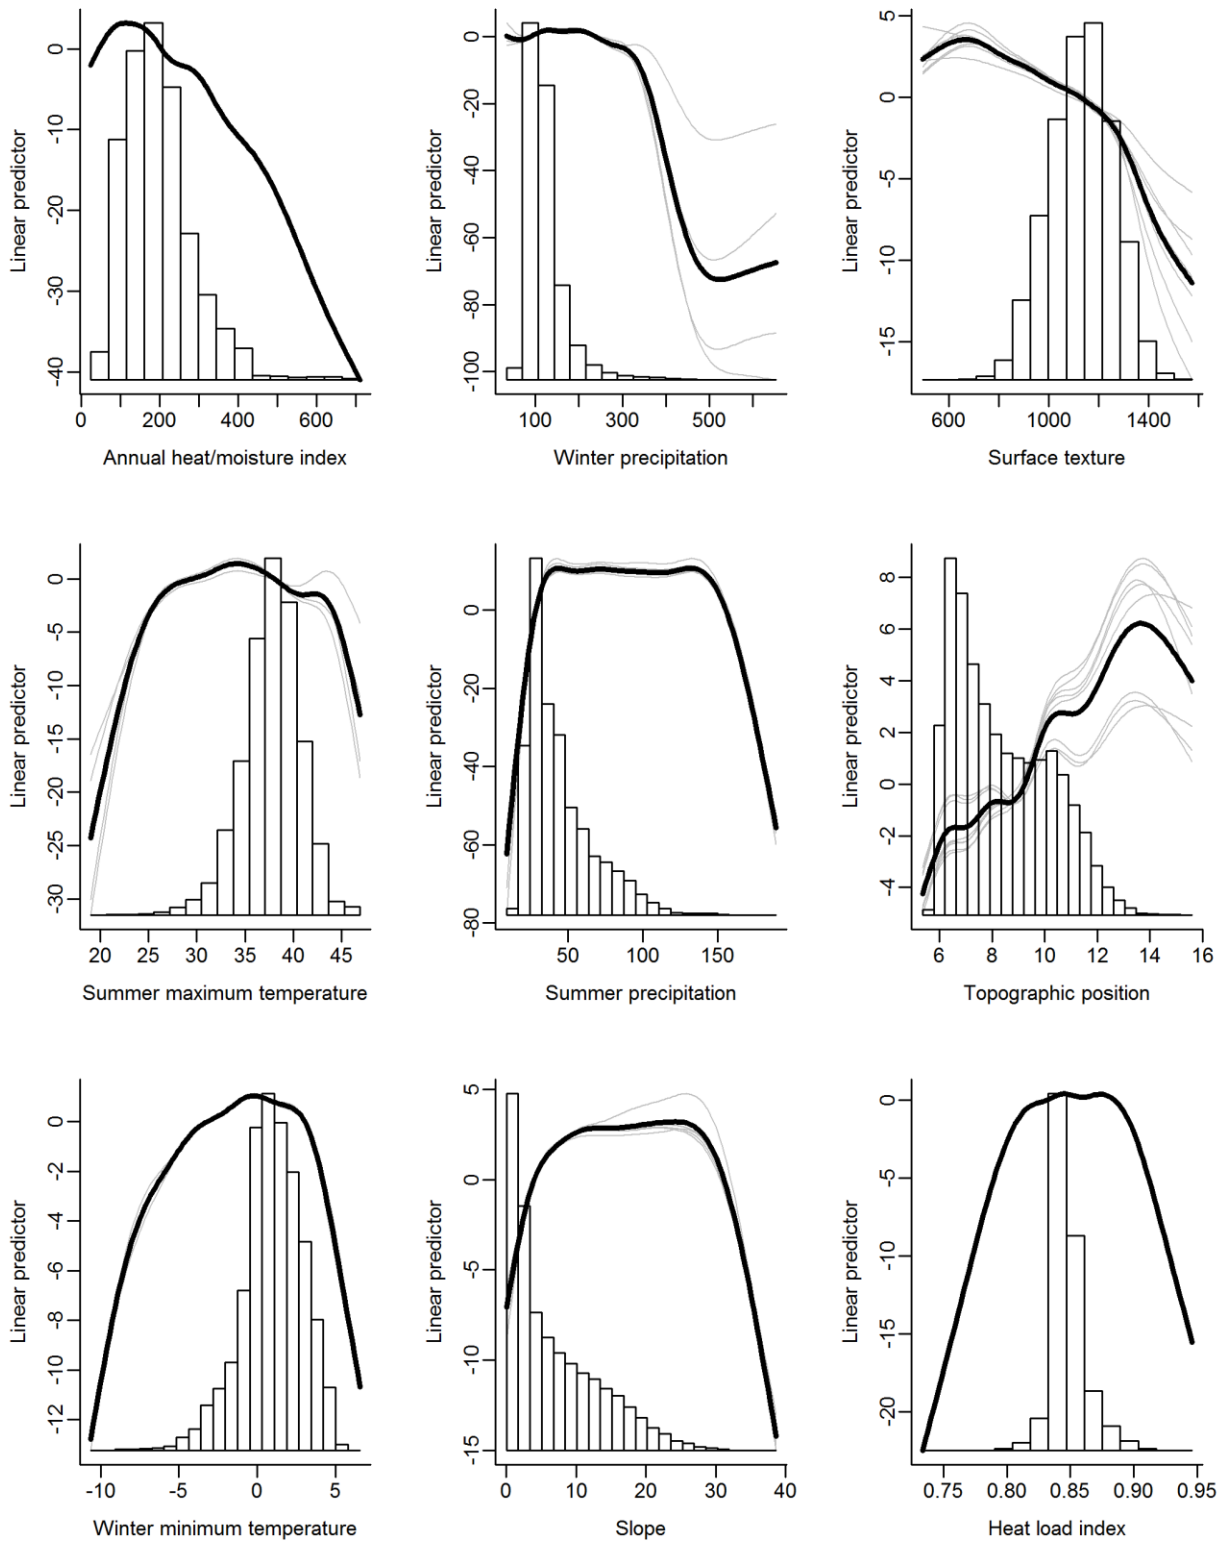 0
-10
-20
-30
-40
Linear predictor
0 200 400 600
Annual heat/moisture index
0
-20
-40
-60
-80
-100
Linear predictor
100 300 500
Winter precipitation
5
0
-5
-10
-15
Linear predictor
600 1000 1400
Surface texture
0
-5
-10
-15
-20
-25
-30
Linear predictor
20 25 30 35 40 45
Summer maximum temperature
0
-20
-40
-60
-80
Linear predictor
50 100 150
Summer precipitation
8
6
4
2
0
-2
-4
Linear predictor
6 8 10 12 14 16
Topographic position
0
-2
-4
-6
-8
-10
-12
Linear predictor
-10 -5 0 5
Winter minimum temperature
5
0
-5
-10
-15
Linear predictor
0 10 20 30 40
Slope
0
-5
-10
-15
-20
Linear predictor
0.75 0.80 0.85 0.90 0.95
Heat load index